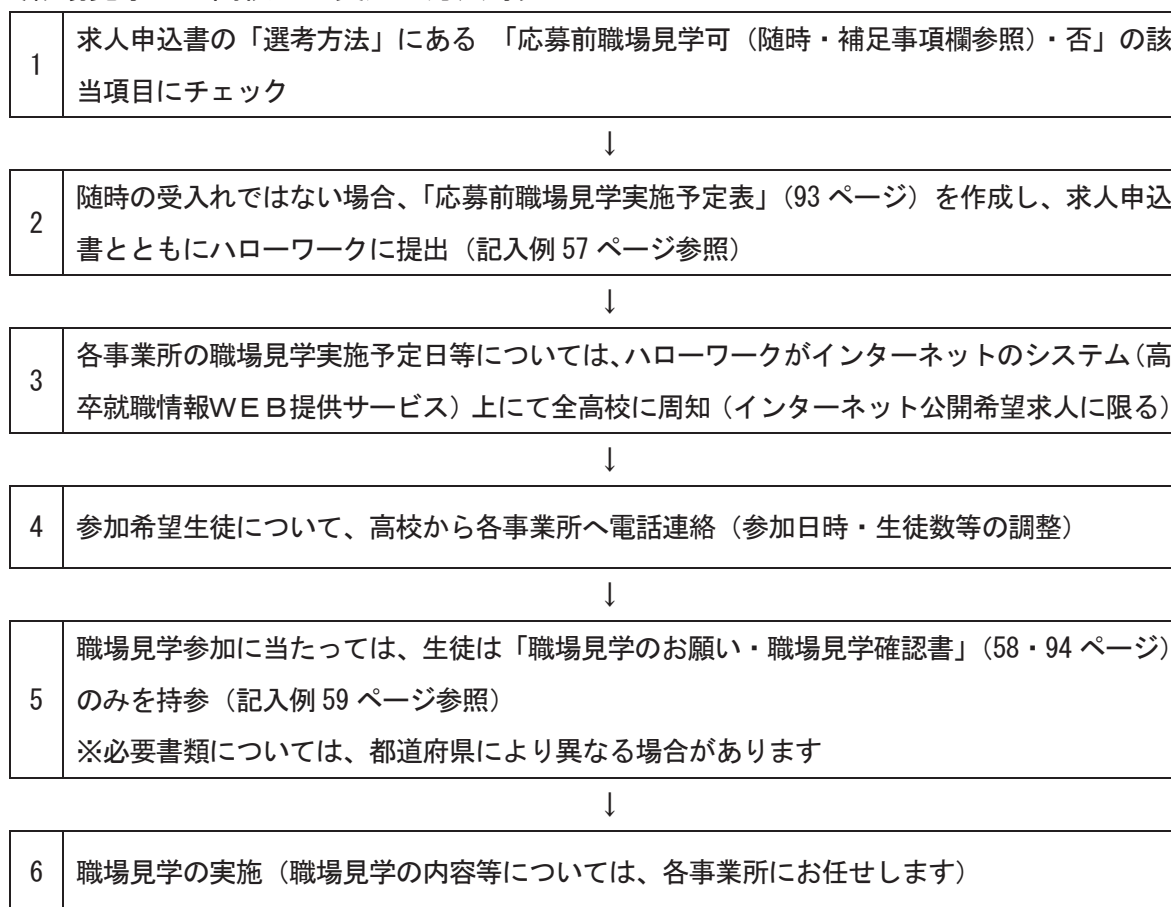 1
求人申込書の「選考方法」にある 「応募前職場見学可(随時・補足事項欄参照)・否」の該
当項目にチェック
↓
2
随時の受入れではない場合、「応募前職場見学実施予定表」(93 ページ)を作成し、求人申込
書とともにハローワークに提出(記入例 57 ページ参照)
↓
3
各事業所の職場見学実施予定日等については、ハローワークがインターネットのシステム(高
卒就職情報WEB提供サービス)上にて全高校に周知(インターネット公開希望求人に限る)
↓
4
参加希望生徒について、高校から各事業所へ電話連絡(参加日時・生徒数等の調整)
↓
5
職場見学参加に当たっては、生徒は「職場見学のお願い・職場見学確認書」(58・94 ページ)
のみを持参(記入例 59 ページ参照)
※必要書類については、都道府県により異なる場合があります
↓
6
職場見学の実施(職場見学の内容等については、各事業所にお任せします)